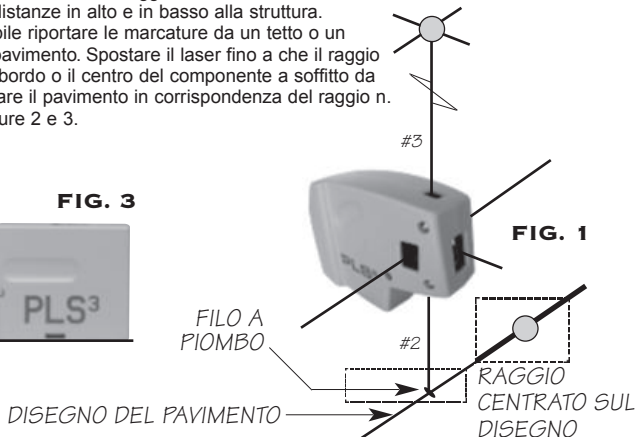 distanze in alto e in basso alla struttura.
bile riportare le marcature da un tetto o un
pavimento. Spostare il laser fino a che il raggio
bordo o il centro del componente a soffitto da
are il pavimento in corrispondenza del raggio n.
ure 2 e 3.
#3
FIG. 3
FIG. 1
PLS³
PLS³
FILO A
PIOMBO
#2
RAGGIO
CENTRATO SUL
DISEGNO
DISEGNO DEL PAVIMENTO